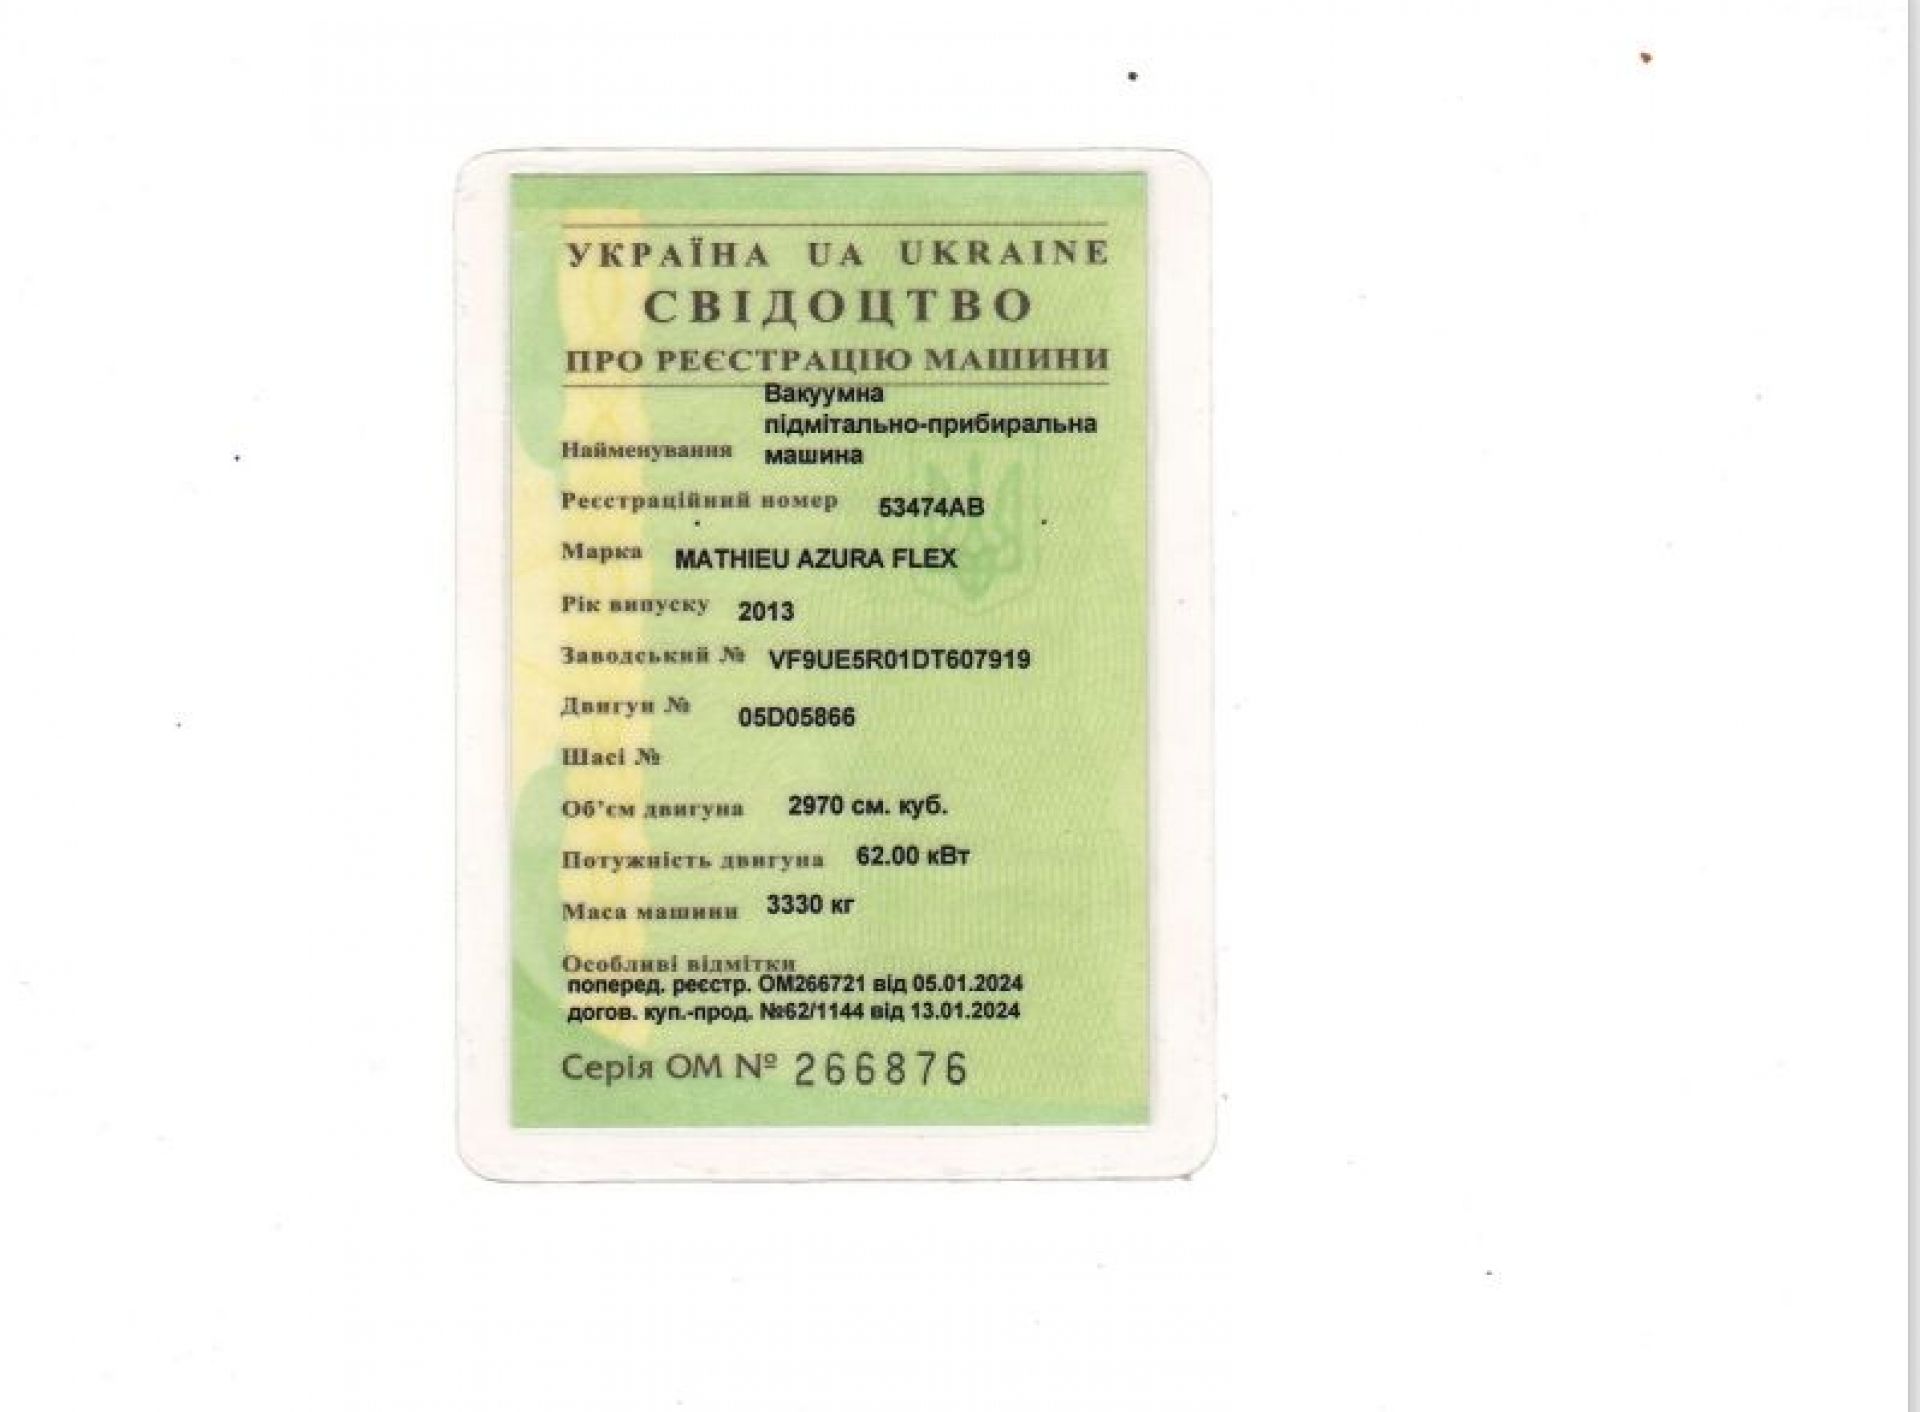 УКРАЇНА UA UKRAINE
СВІДОЦТВО
ПРО РЕЄСТРАЦІЮ МАШИНИ
Вакуумна
підмітально-прибиральна
Найменування машина
Реєстраційний номер 53474АВ
Марка MATHIEU AZURA FLEX
Рік випуску 2013
Заводський № VF9UE5R01DT607919
Двигун № 05D05866
Шасі №
Об'єм двигуна 2970 см. куб.
Потужність двигуна 62.00 кВт
Маса машини 3330 кг
Особливі відмітки
поперед. реєстр. ОМ266721 від 05.01.2024
догов. куп.-прод. №62/1144 від 13.01.2024
Серія ОМ № 266876